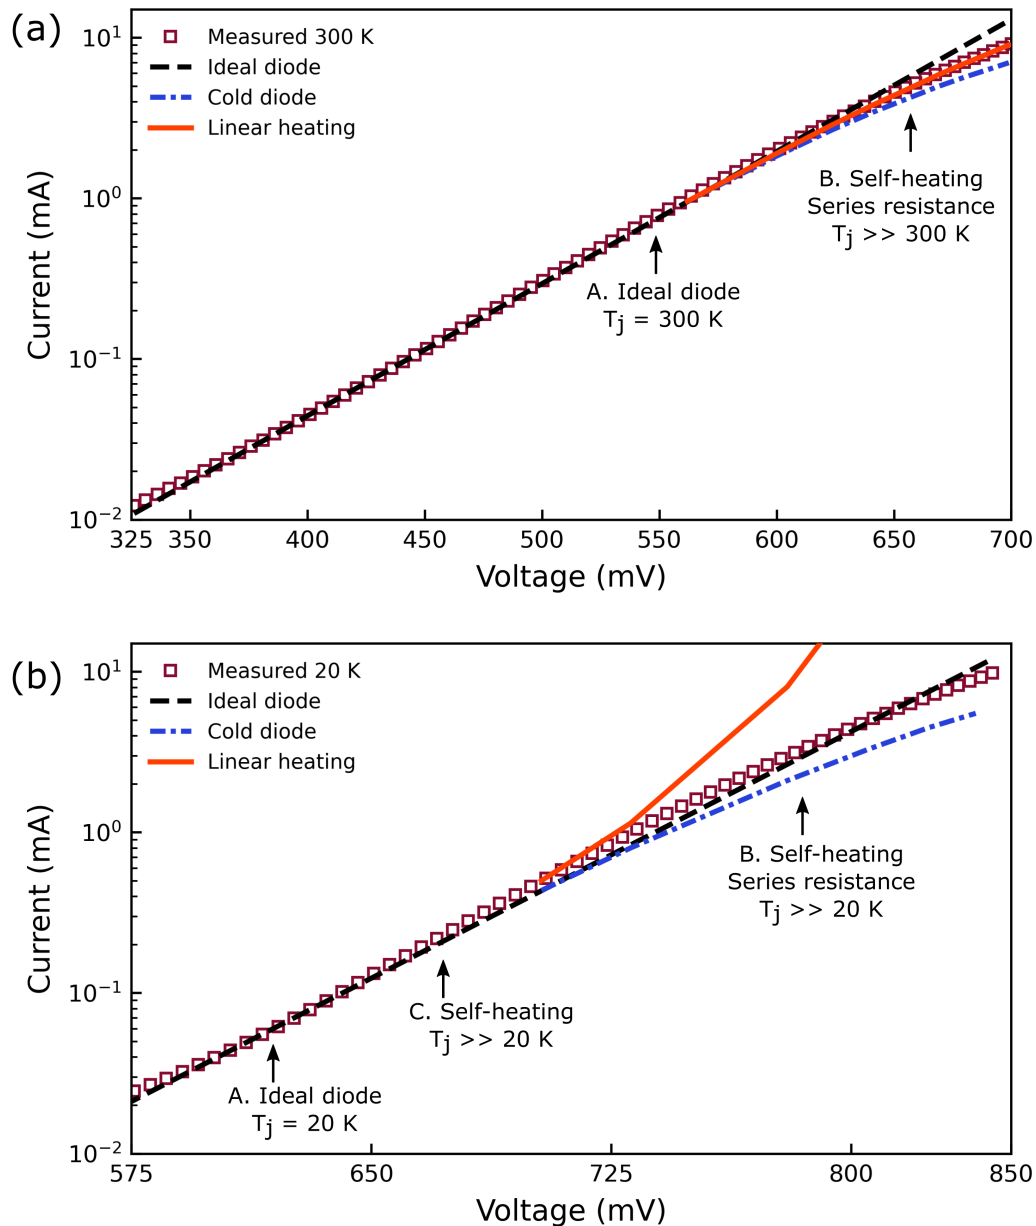 (a)
10¹
10⁰
10⁻¹
10⁻²
Current (mA)
Measured 300 K
Ideal diode
Cold diode
Linear heating
B. Self-heating
Series resistance
Tj >> 300 K
A. Ideal diode
Tj = 300 K
325 350 400 450 500 550 600 650 700
Voltage (mV)
(b)
10¹
10⁰
10⁻¹
10⁻²
Current (mA)
Measured 20 K
Ideal diode
Cold diode
Linear heating
B. Self-heating
Series resistance
Tj >> 20 K
C. Self-heating
Tj >> 20 K
A. Ideal diode
Tj = 20 K
575 650 725 800 850
Voltage (mV)